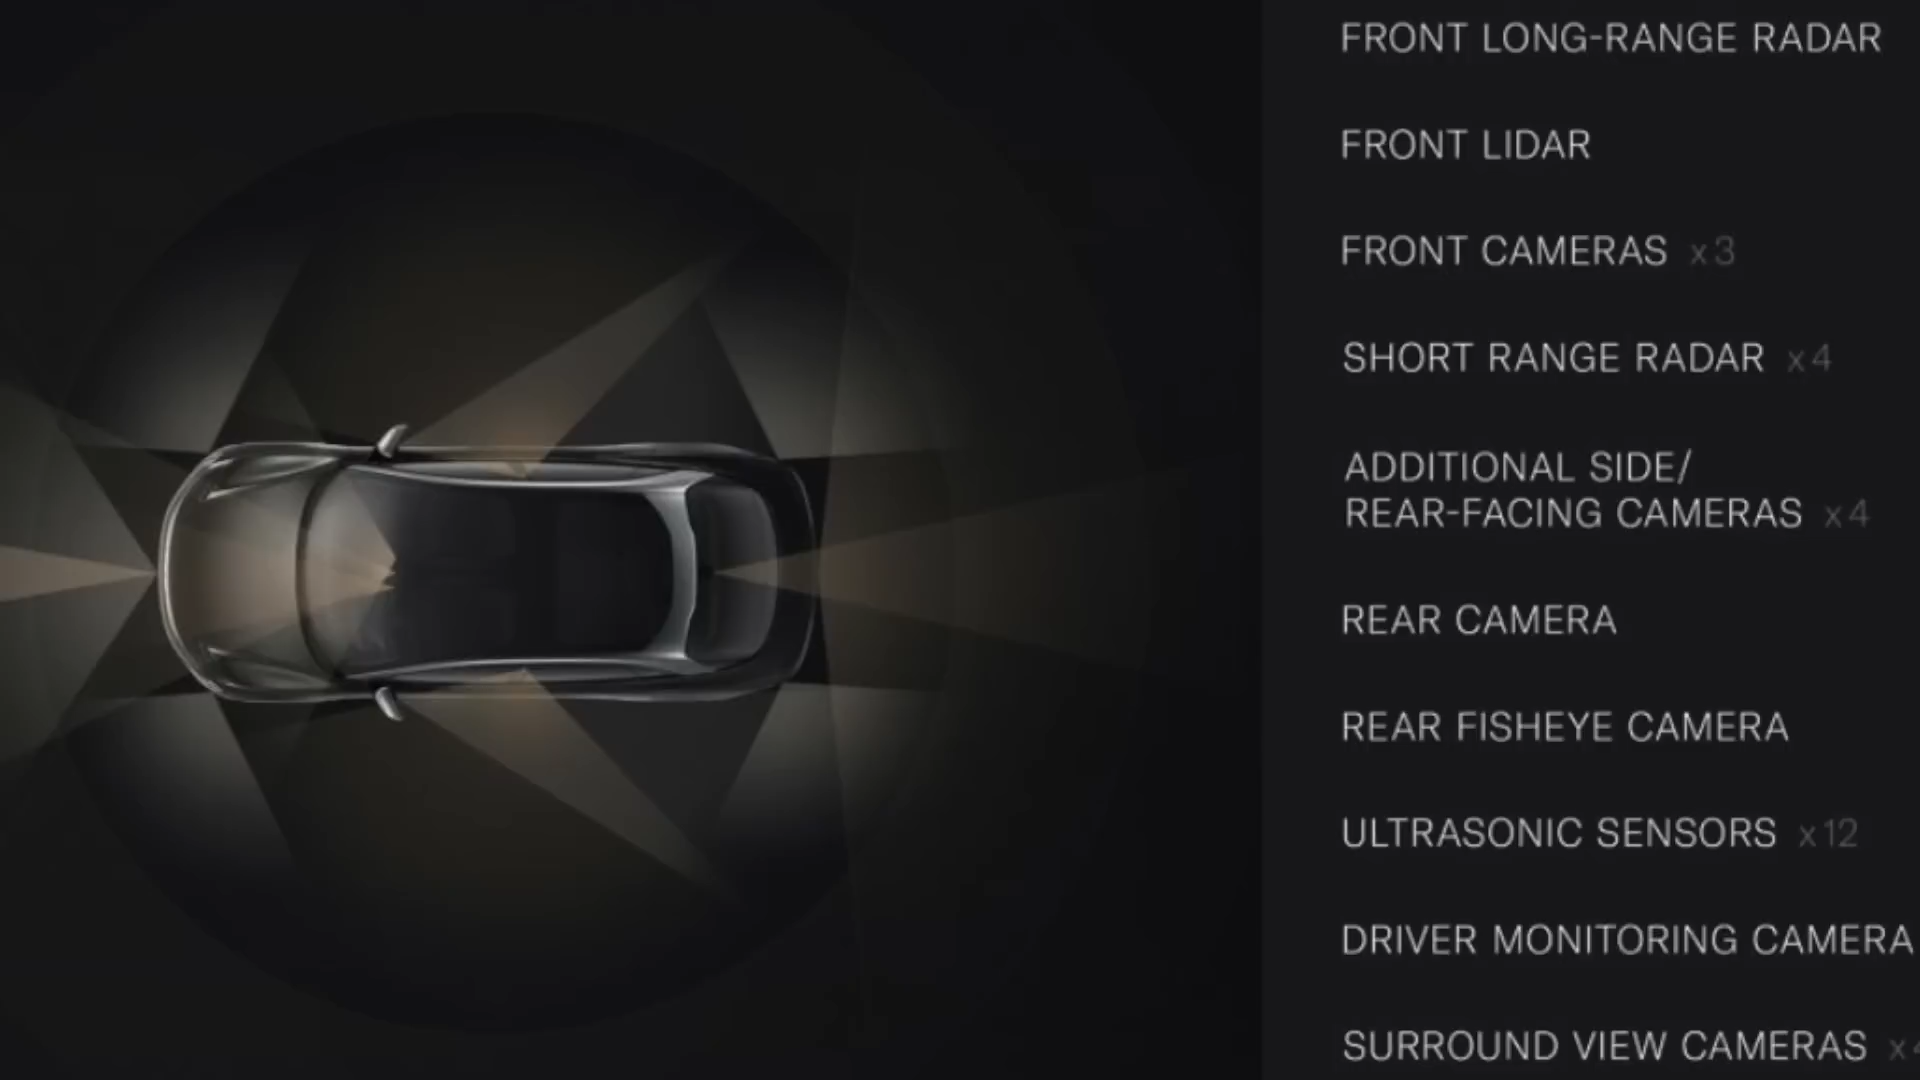 FRONT LONG-RANGE RADAR
FRONT LIDAR
FRONT CAMERAS x3
SHORT RANGE RADAR x4
ADDITIONAL SIDE/
REAR-FACING CAMERAS x4
REAR CAMERA
REAR FISHEYE CAMERA
ULTRASONIC SENSORS x12
DRIVER MONITORING CAMERA
SURROUND VIEW CAMERAS